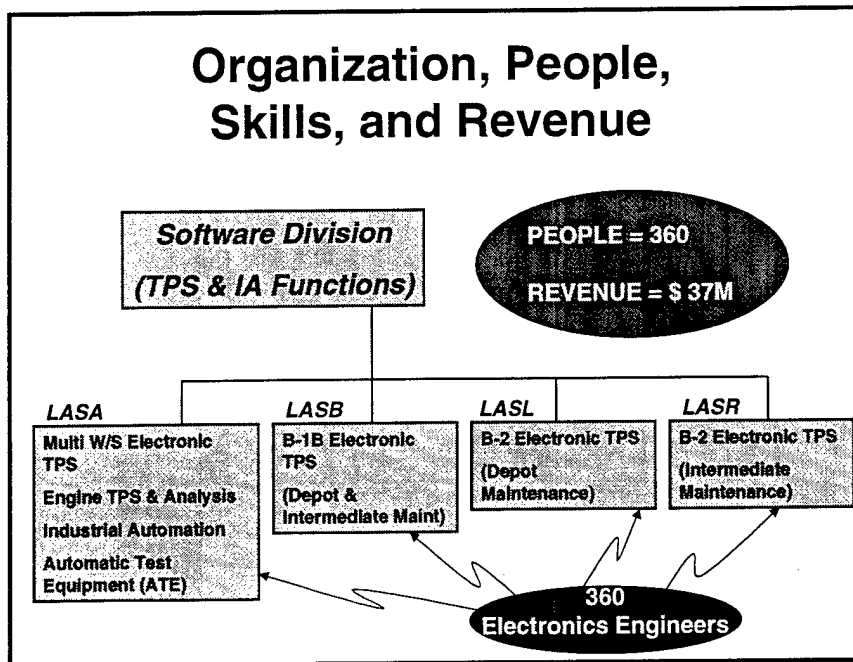 Organization, People,
Skills, and Revenue
Software Division
(TPS & IA Functions)
PEOPLE = 360
REVENUE = $ 37M
LASA
Multi W/S Electronic
TPS
Engine TPS & Analysis
Industrial Automation
Automatic Test
Equipment (ATE)
LASB
B-1B Electronic
TPS
(Depot &
Intermediate Maint)
LASL
B-2 Electronic TPS
(Depot
Maintenance)
LASR
B-2 Electronic TPS
(Intermediate
Maintenance)
360
Electronics Engineers